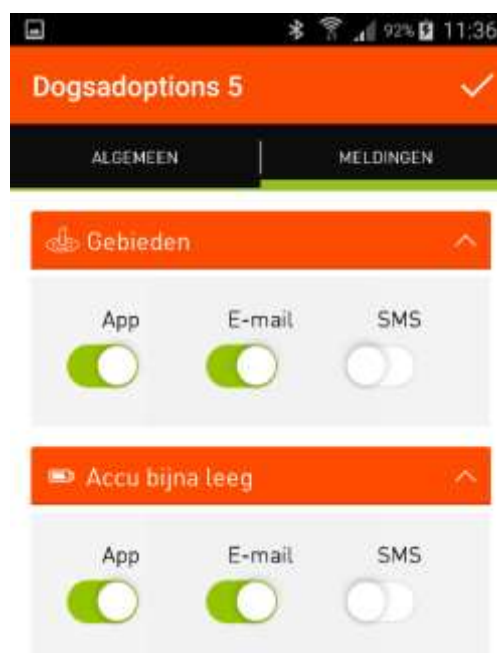 92% 11:36
Dogsadoptions 5
ALGEMEEN MELDINGEN
Gebieden
App E-mail SMS
Accu bijna leeg
App E-mail SMS